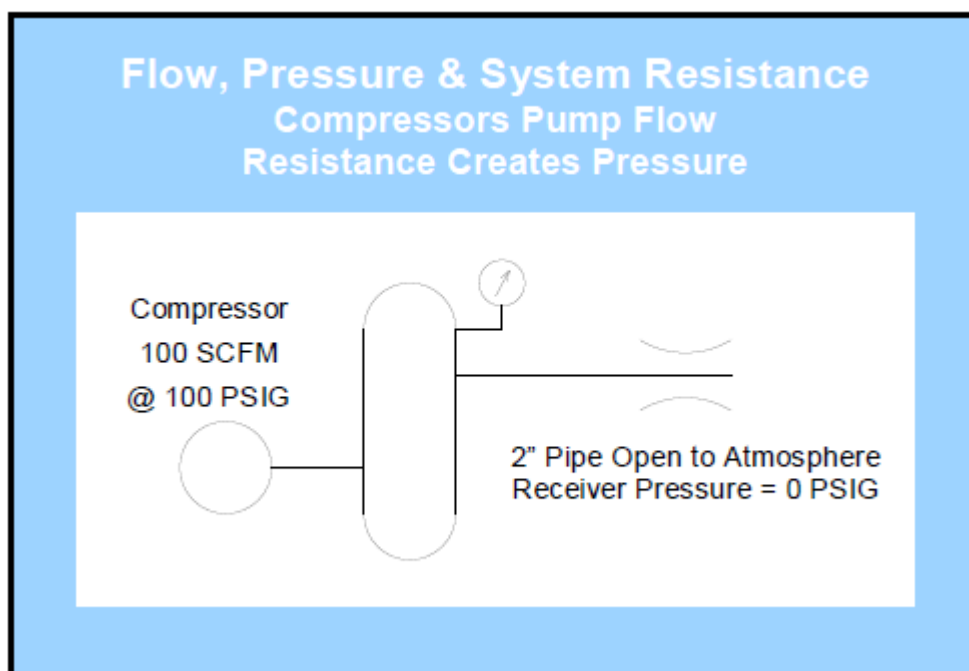 Flow, Pressure & System Resistance
Compressors Pump Flow
Resistance Creates Pressure
Compressor
100 SCFM
@ 100 PSIG
2” Pipe Open to Atmosphere
Receiver Pressure = 0 PSIG